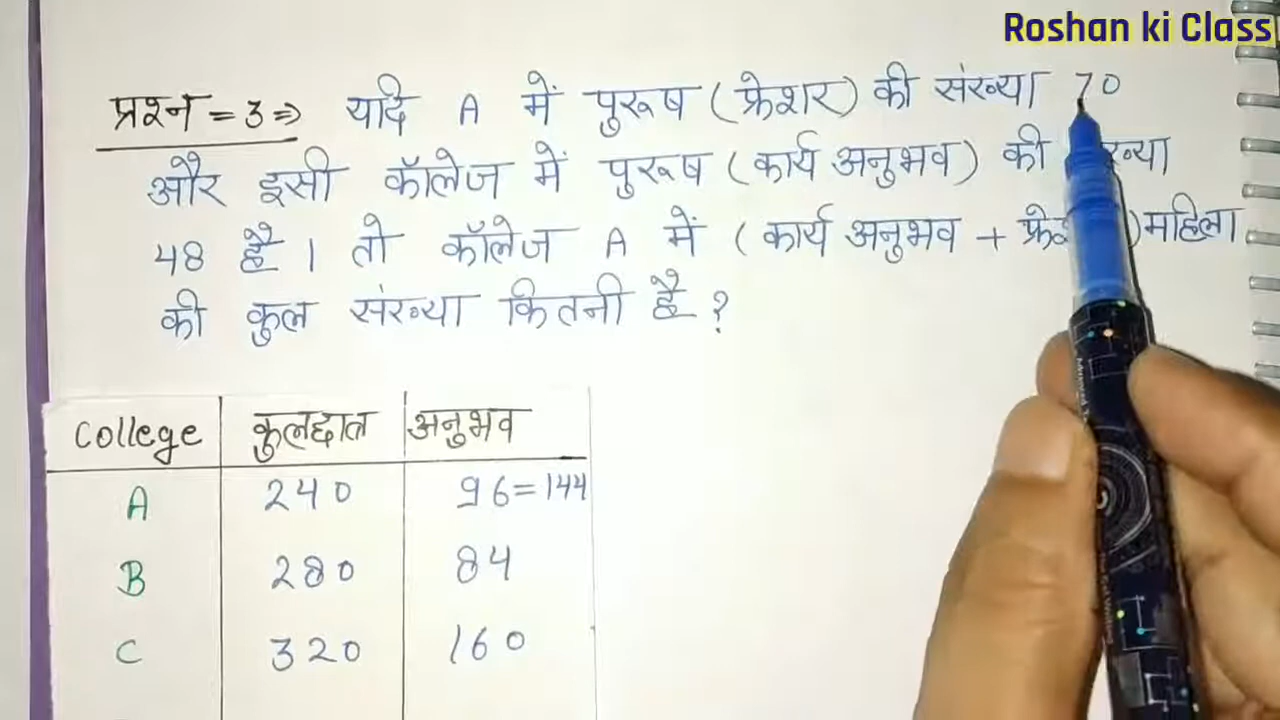 Roshan ki Class
प्रश्न = 3 ⇒ यदि A में पुरूष (फ्रेशर) की संख्या 70
और इसी कॉलेज में पुरूष (कार्य अनुभव) की
48 है । तो कॉलेज A में (कार्य अनुभव + ) महिला
की कुल संख्या कितनी है ?
College कुलछात्र अनुभव
A 240 96=144
B 280 84
C 320 160